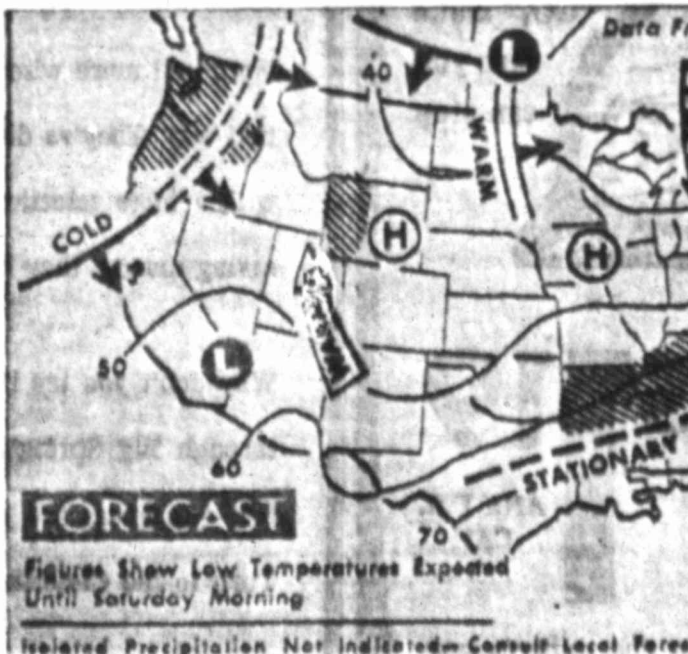 Data
L
40
WARM
COLD
H
H
WARM
50
L
60
STATIONARY
70
FORECAST
Figures Show Low Temperatures Expected
Until Saturday Morning
Isolated Precipitation Not Indicated— Consult Local